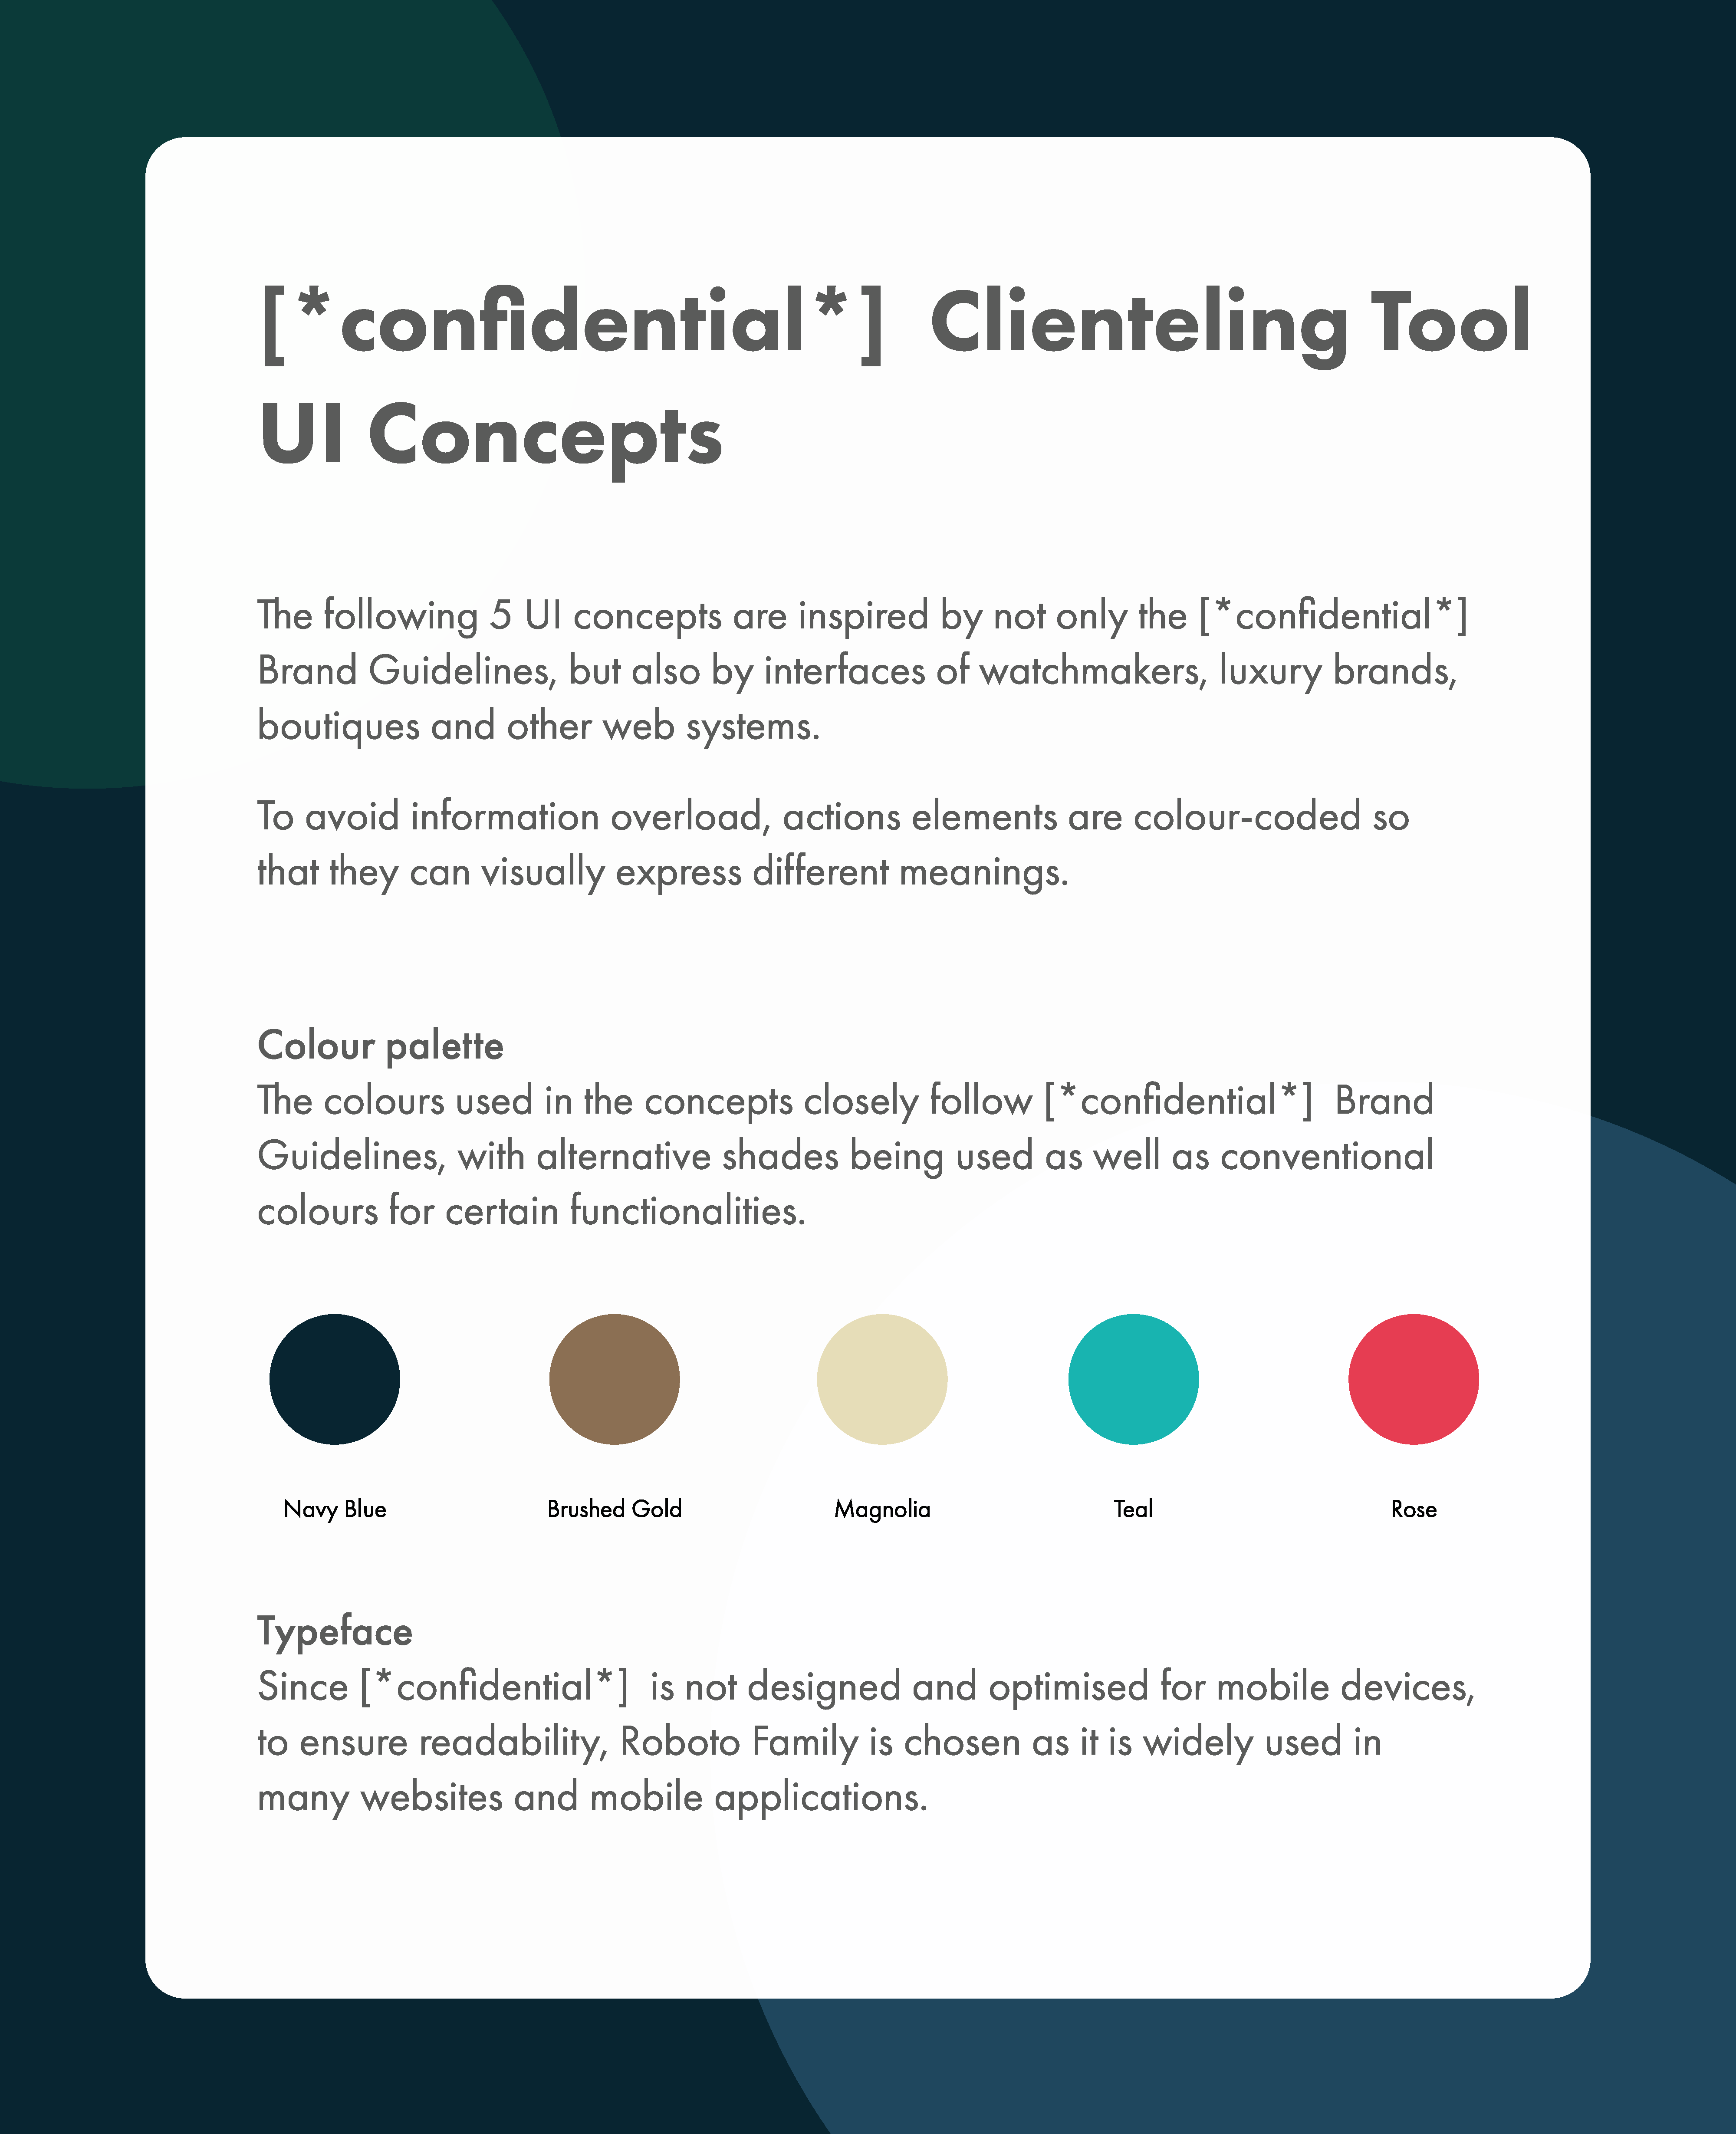 [*confidential*] Clienteling Tool
UI Concepts
The following 5 UI concepts are inspired by not only the [*confidential*]
Brand Guidelines, but also by interfaces of watchmakers, luxury brands,
boutiques and other web systems.
To avoid information overload, actions elements are colour-coded so
that they can visually express different meanings.
Colour palette
The colours used in the concepts closely follow [*confidential*] Brand
Guidelines, with alternative shades being used as well as conventional
colours for certain functionalities.
Navy Blue Brushed Gold Magnolia Teal Rose
Typeface
Since [*confidential*] is not designed and optimised for mobile devices,
to ensure readability, Roboto Family is chosen as it is widely used in
many websites and mobile applications.